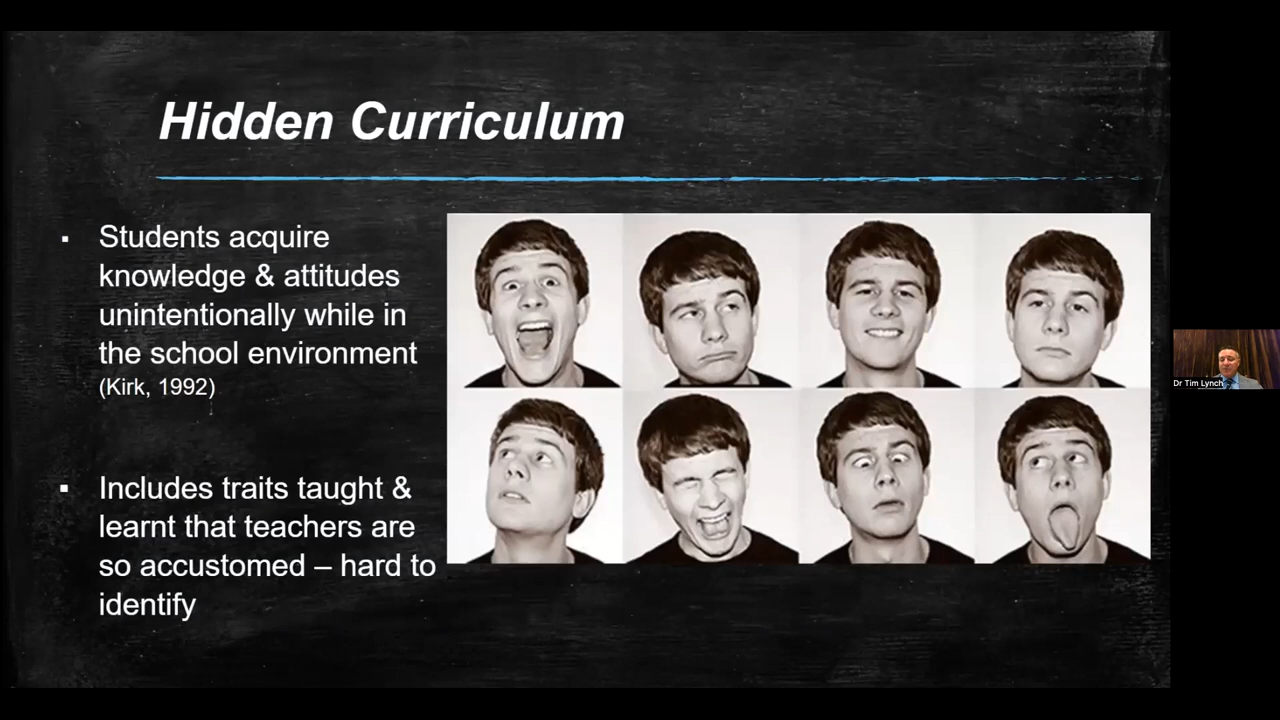 Hidden Curriculum
▪ Students acquire
knowledge & attitudes
unintentionally while in
the school environment
(Kirk, 1992)
▪ Includes traits taught &
learnt that teachers are
so accustomed – hard to
identify
Dr Tim Lynch